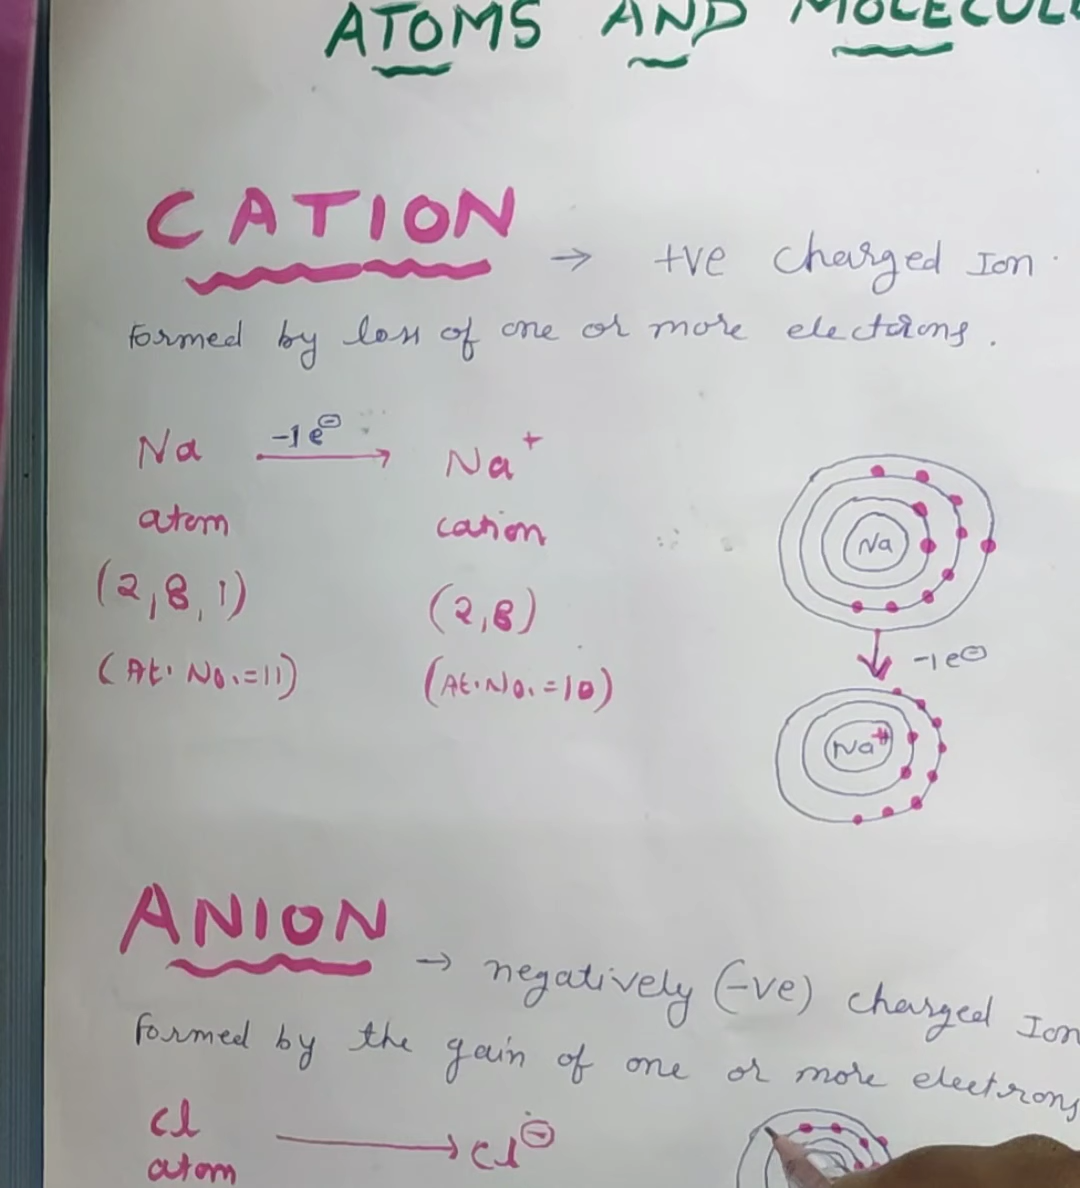 ATOMS AND MOLECUL
CATION → +ve charged Ion
formed by loss of one or more electrons.
Na -1e⊖ → Na⁺
atom cation
(2,8,1) (2,8)
(At. No.=11) (At.No.=10)
Na
-1e⊖
Na⁺
ANION → negatively (-ve) charged Ion
formed by the gain of one or more electrons
Cl → Cl⊖
atom